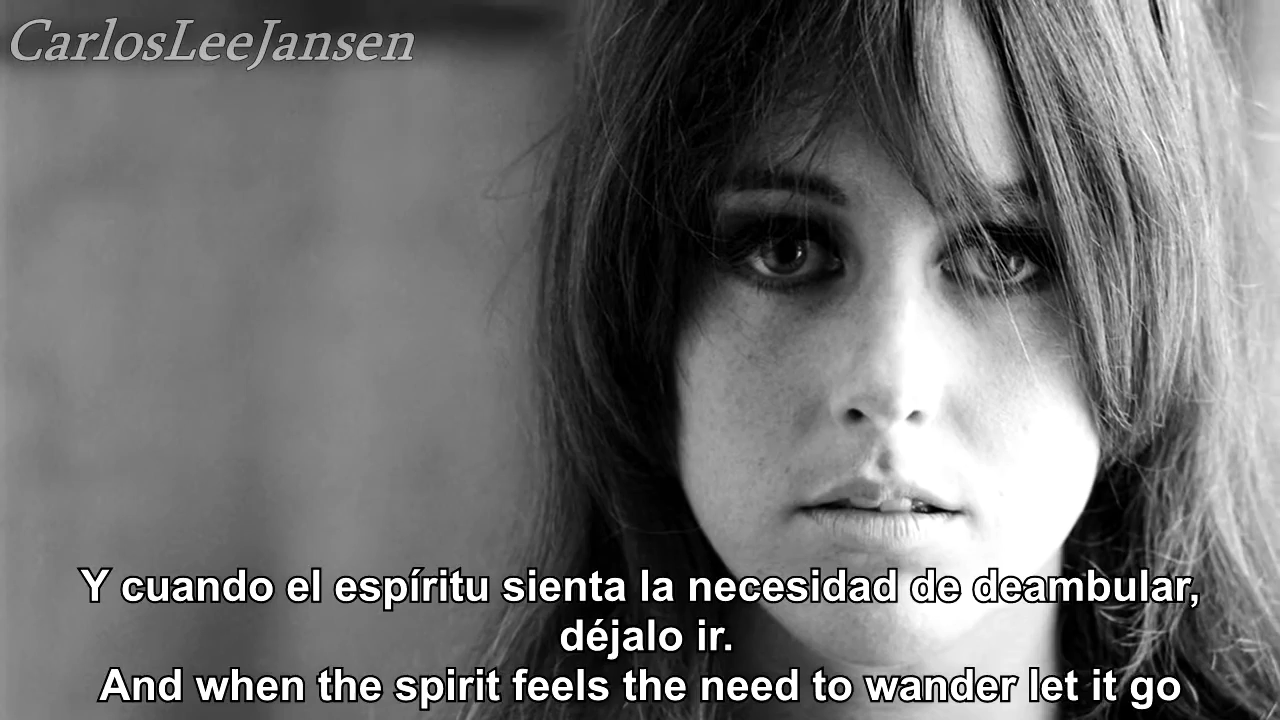 CarlosLeeJansen
Y cuando el espíritu sienta la necesidad de deambular,
déjalo ir.
And when the spirit feels the need to wander let it go